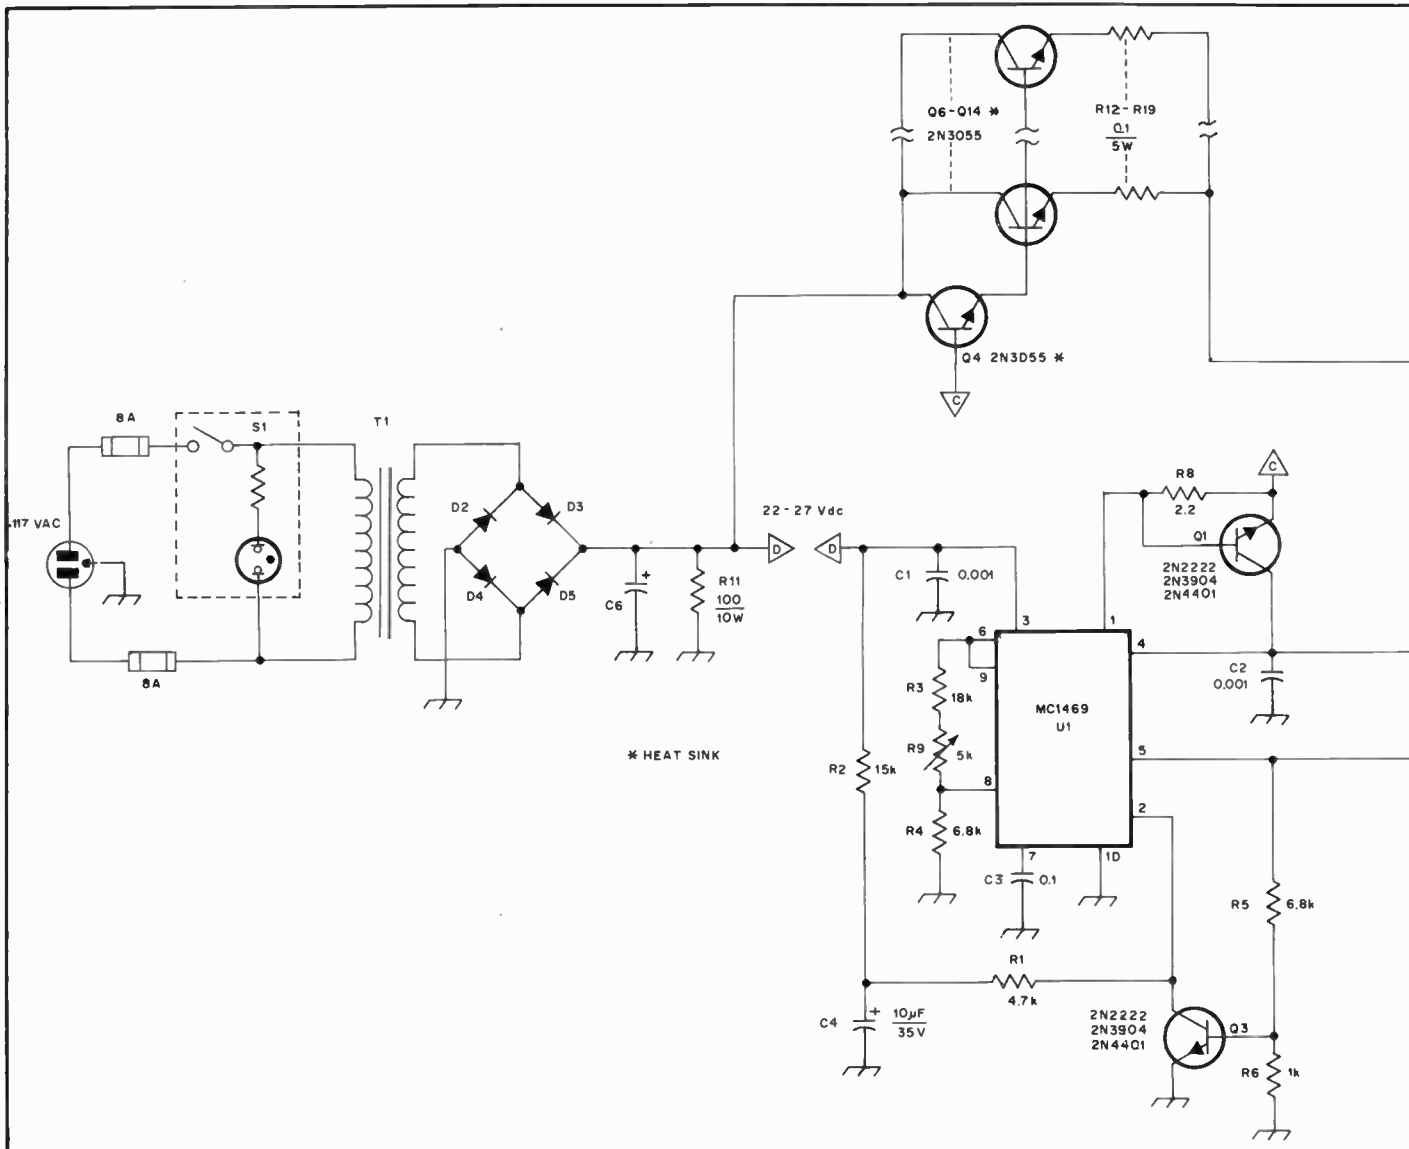 Q6-Q14 *
2N3055
R12-R19
0.1
5W
Q4 2N3D55 *
C
8A
S1
T1
117 VAC
D2
D3
D4
D5
8A
C6
+
R11
100
10W
22-27 Vdc
D
D
C1
0.001
C
R8
2.2
Q1
2N2222
2N3904
2N4401
3
1
6
4
9
R3
18k
MC1469
U1
C2
0.001
R9
5k
5
8
2
R2
15k
R4
6.8k
7
1D
C3
0.1
* HEAT SINK
R5
6.8k
R1
4.7k
C4
+
10µF
35V
2N2222
2N3904
2N44Q1
Q3
R6
1k